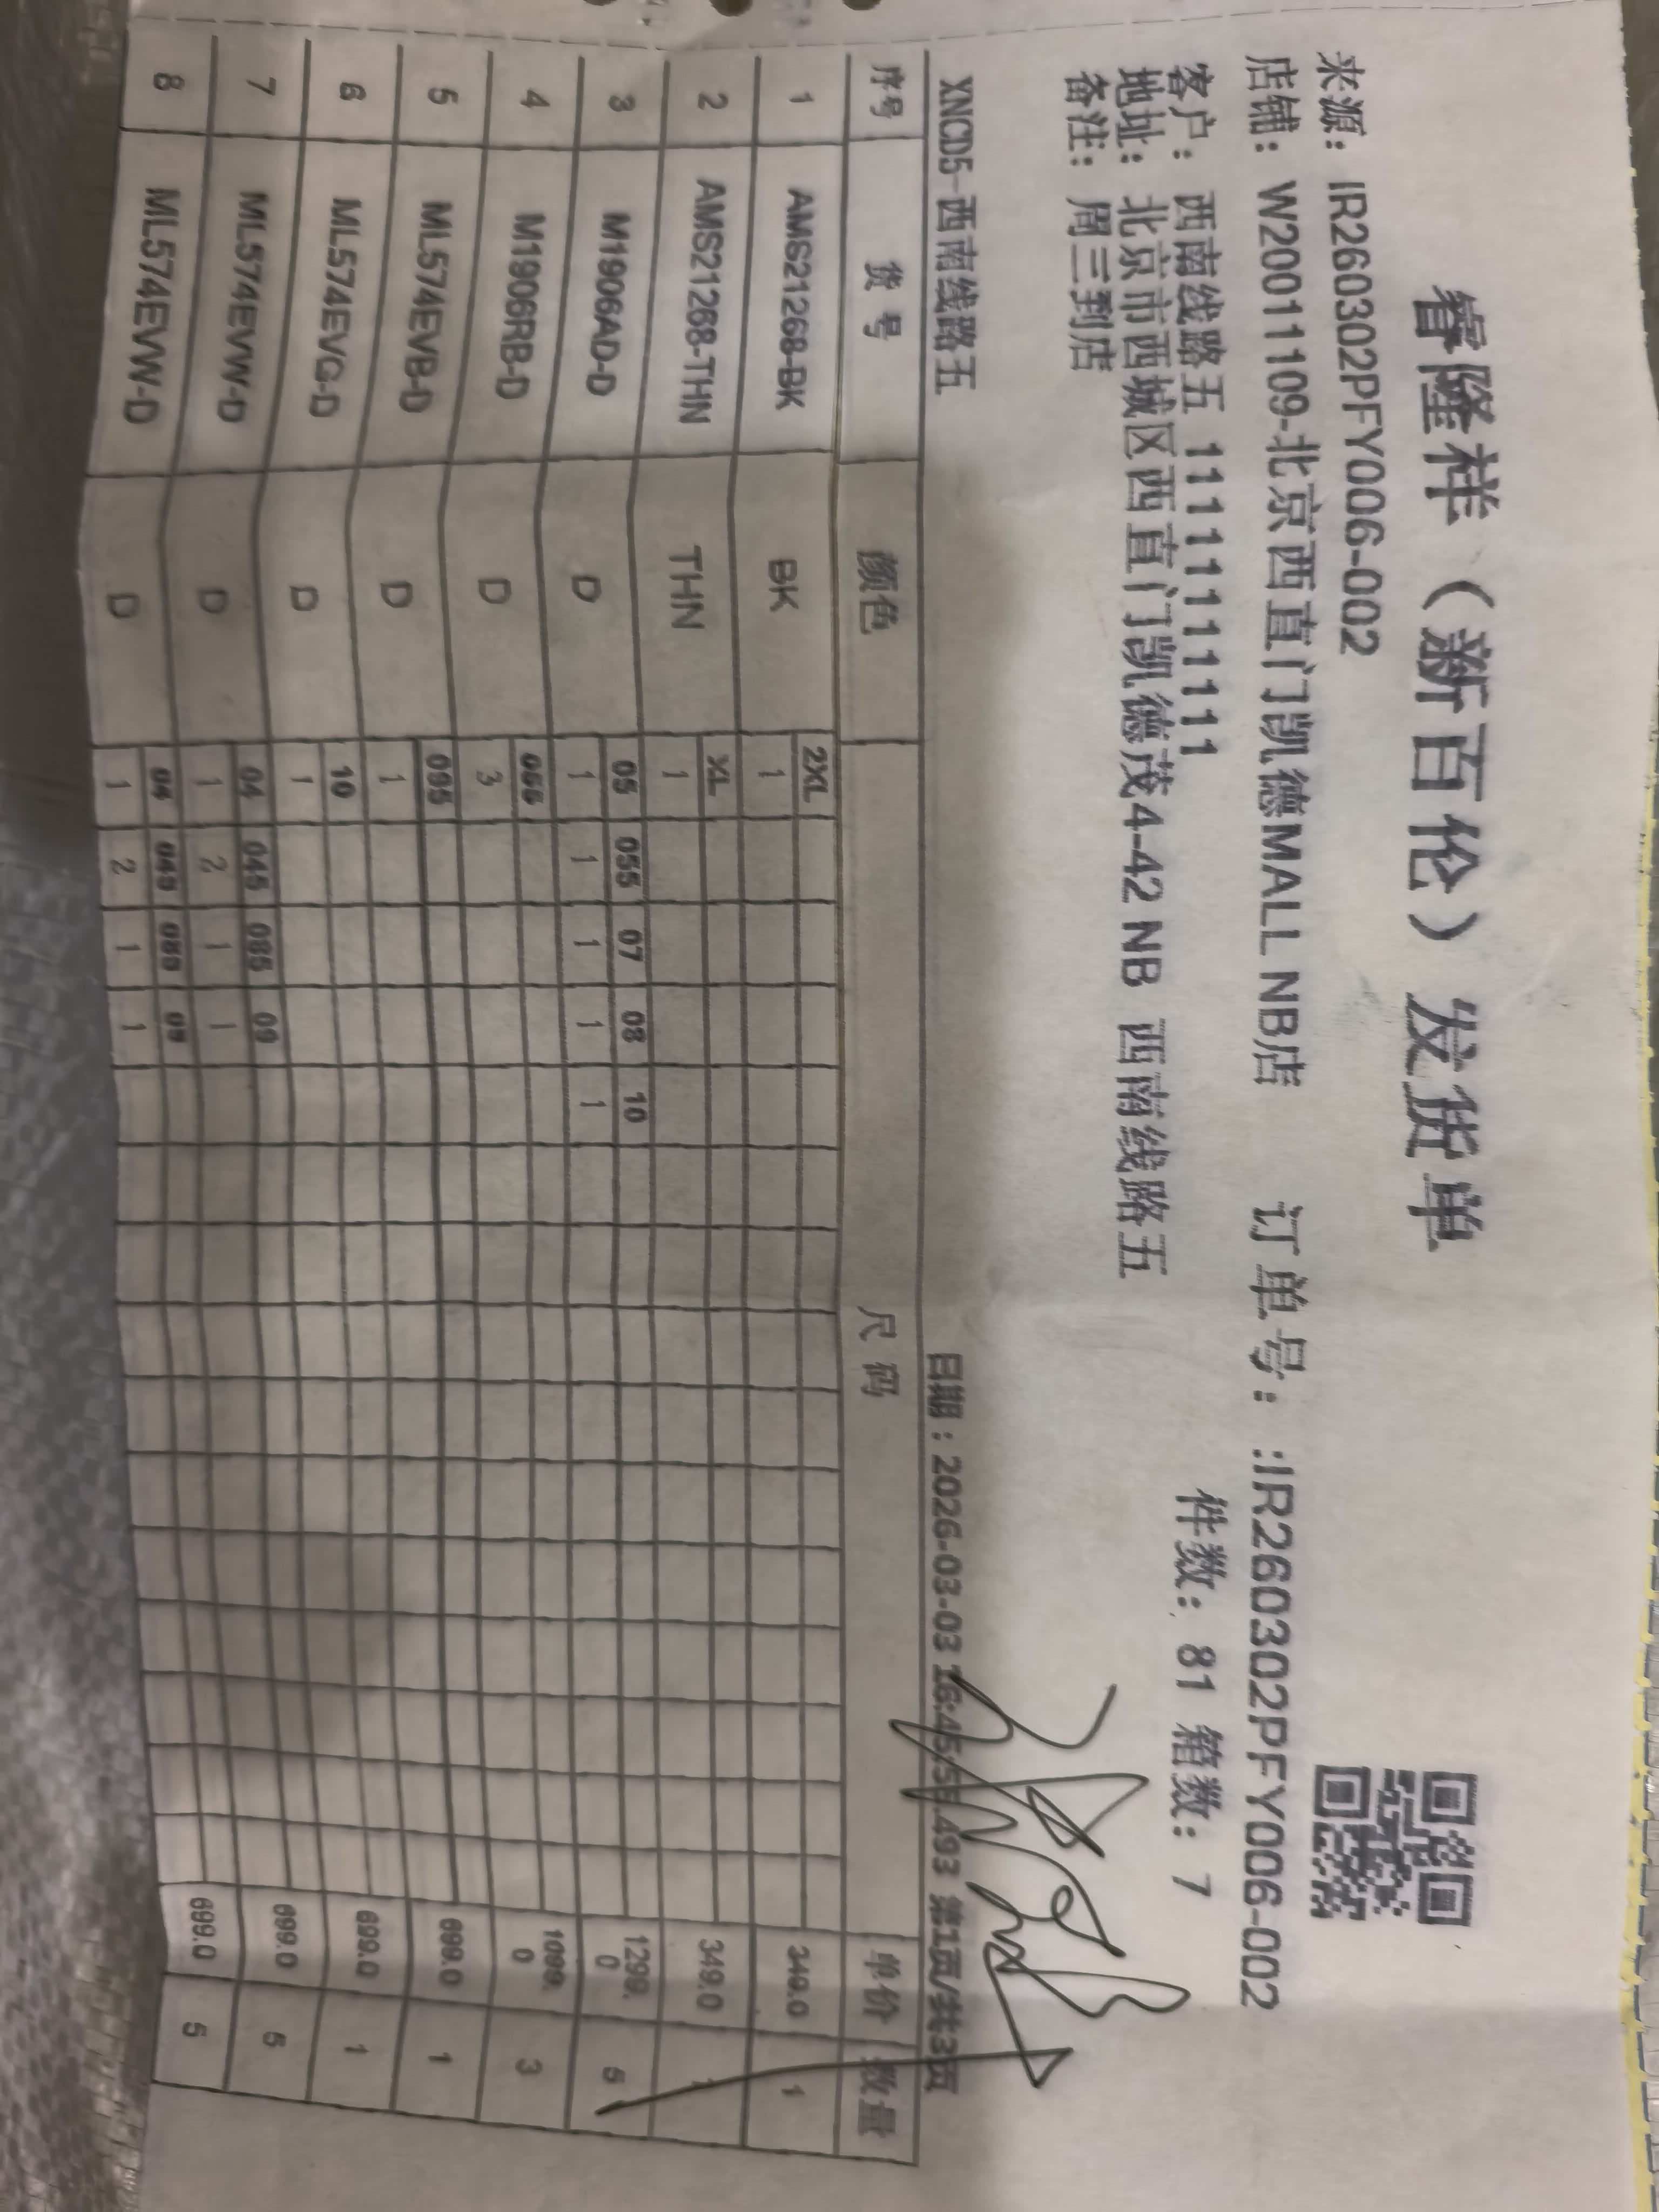 睿隆祥（新百伦）发货单
来源： IR260302PFY006-002
店铺： W20011109-北京西直门凯德MALL NB店 订单号： :IR260302PFY006-002
客户： 西南线路五 11111111111 件数： 81 箱数： 7
地址： 北京市西城区西直门凯德茂4-42 NB 西南线路五
备注： 周三到店
XNCD5-西南线路五 日期：2026-03-03 第1页/共3页
序号 货号 颜色 尺码 单价 数量
2XL
1 AMS21268-BK BK 1 349.0 1
XL
2 AMS21268-THN THN 1 349.0
05 055 07 08 10
3 M1906AD-D D 1 1 1 1 1 1299.0 5
4 M1906RB-D D 3 1099.0 3
5 ML574EVB-D D 1 699.0 1
10
6 ML574EVG-D D 1 699.0 1
04 045 085 09
7 ML574EVW-D D 1 2 1 1 699.0 5
04 045 085 09
8 ML574EVW-D D 1 2 1 1 699.0 5